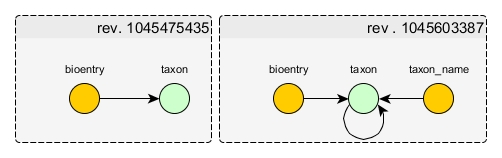 rev. 1045475435
bioentry taxon
rev . 1045603387
bioentry taxon taxon_name